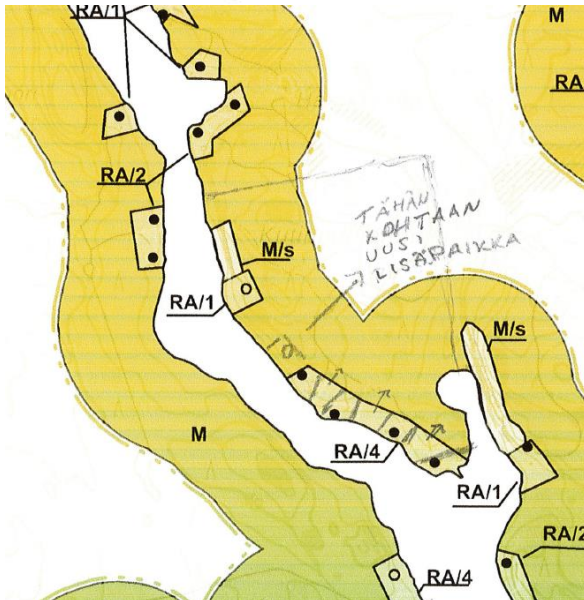 RA/1
M
RA
RA/2
TÄHÄN
KOHTAAN
UUSI
LISÄPAIKKA
M/s
RA/1
M/s
M
RA/4
RA/1
RA/2
RA/4